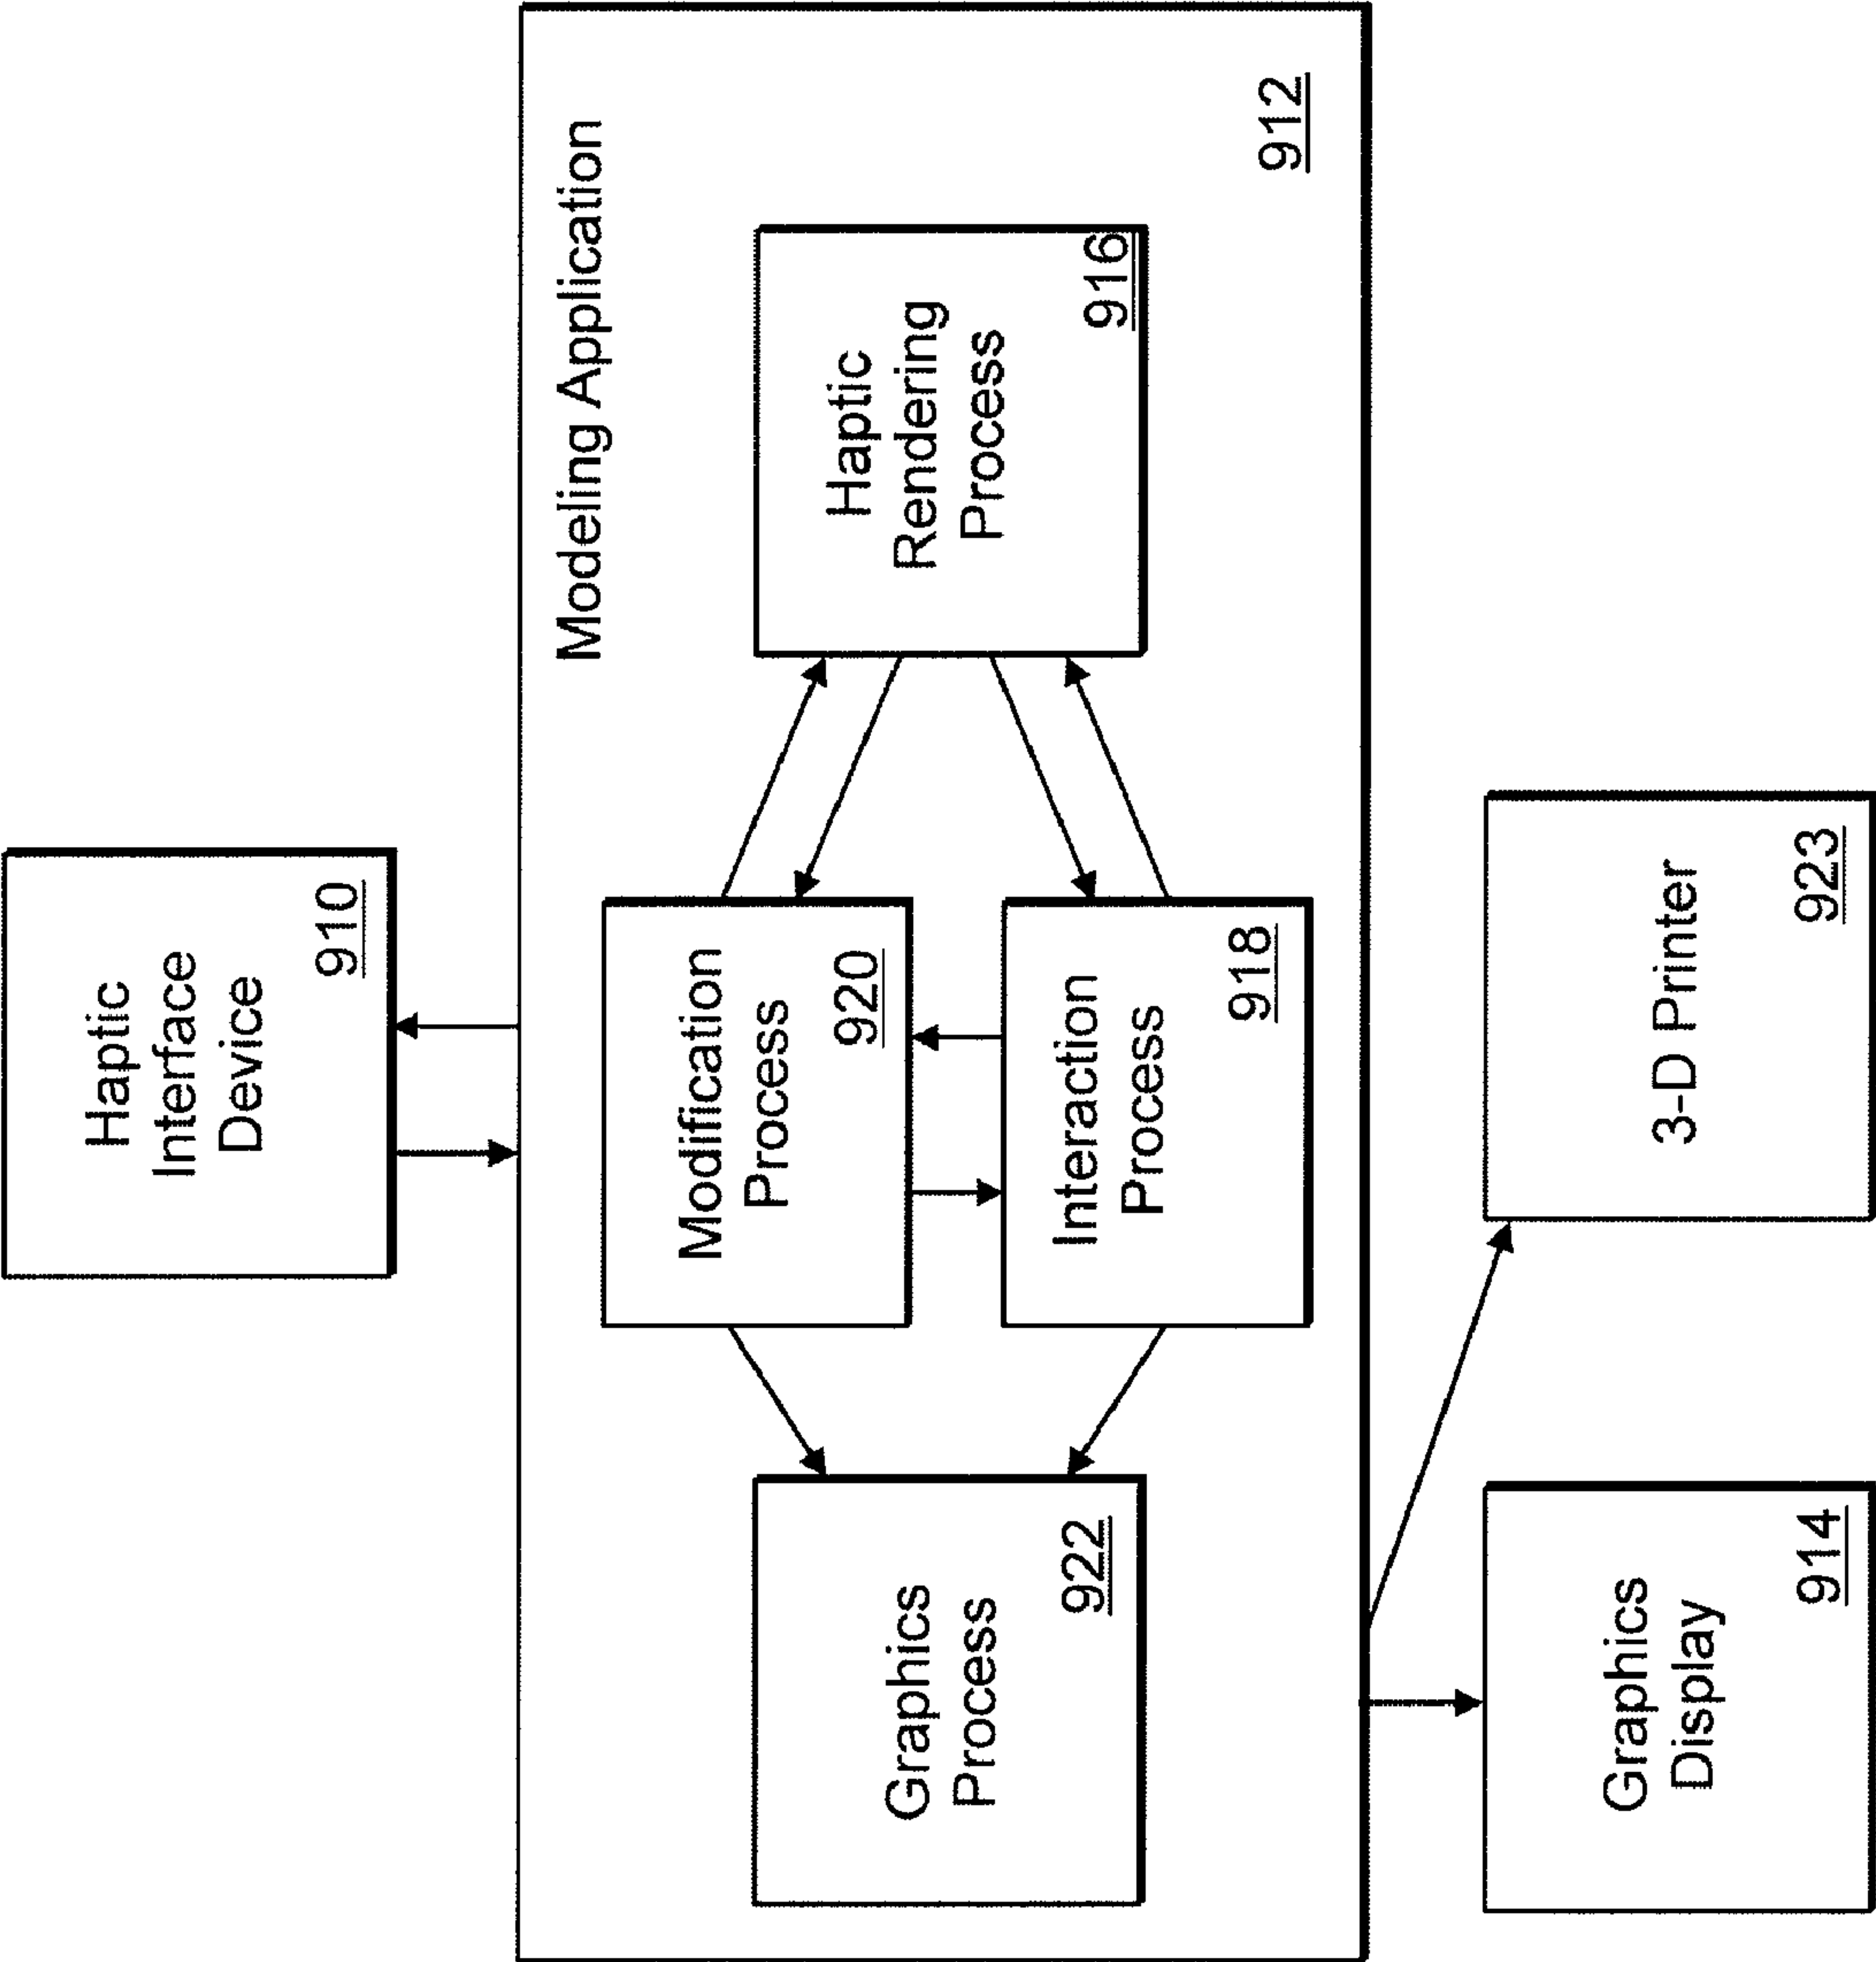 Haptic
Interface
Device
910
Modeling Application
Modification
Process
920
Graphics
Process
922
Haptic
Rendering
Process
916
Interaction
Process
918
912
Graphics
Display
914
3-D Printer
923